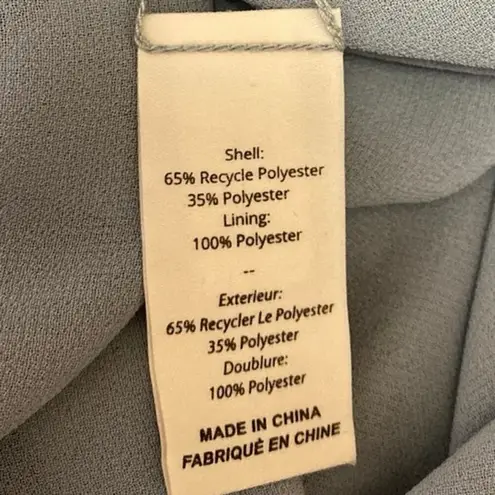 Shell:
65% Recycle Polyester
35% Polyester
Lining:
100% Polyester
--
Exterieur:
65% Recycler Le Polyester
35% Polyester
Doublure:
100% Polyester
MADE IN CHINA
FABRIQUÈ EN CHINE